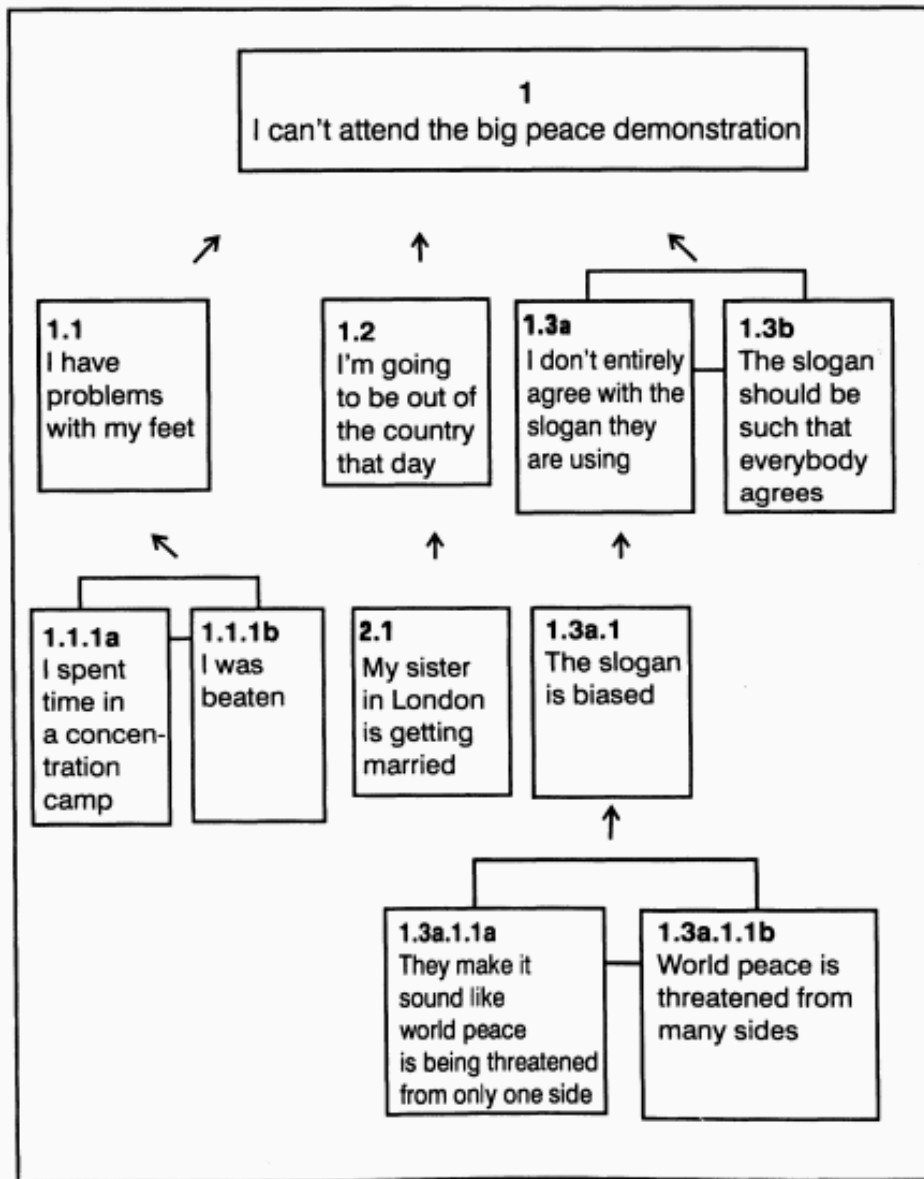 1
I can't attend the big peace demonstration
1.1
I have
problems
with my feet
1.2
I'm going
to be out of
the country
that day
1.3a
I don't entirely
agree with the
slogan they
are using
1.3b
The slogan
should be
such that
everybody
agrees
1.1.1a
I spent
time in
a concen-
tration
camp
1.1.1b
I was
beaten
2.1
My sister
in London
is getting
married
1.3a.1
The slogan
is biased
1.3a.1.1a
They make it
sound like
world peace
is being threatened
from only one side
1.3a.1.1b
World peace is
threatened from
many sides